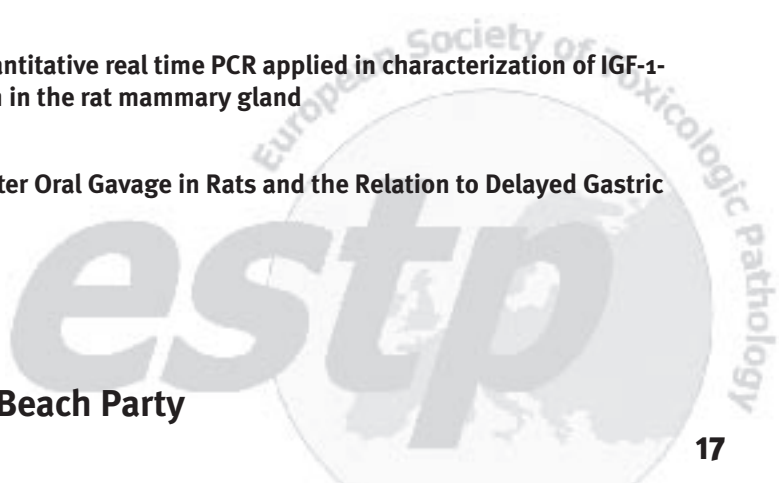 antitative real time PCR applied in characterization of IGF-1-
in the rat mammary gland
ter Oral Gavage in Rats and the Relation to Delayed Gastric
Beach Party
17
European Society of Toxicologic Pathology
estp